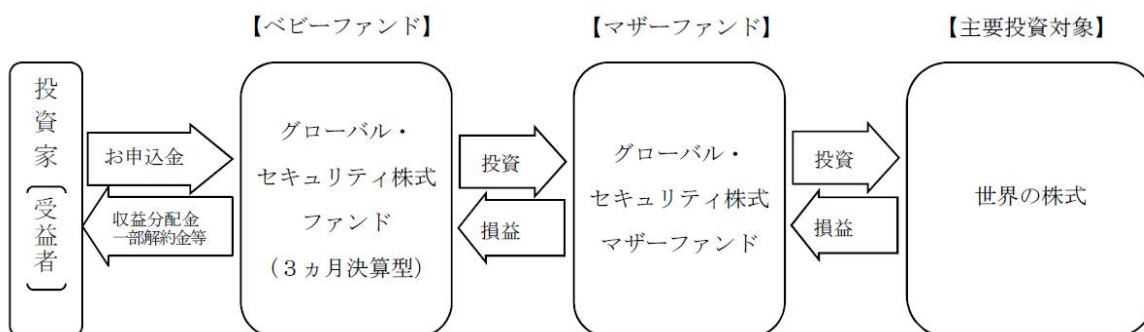 【ベビーファンド】
【マザーファンド】
【主要投資対象】
投資家(受益者)
お申込金
収益分配金
一部解約金等
グローバル・
セキュリティ株式
ファンド
（３ヵ月決算型）
投資
損益
グローバル・
セキュリティ株式
マザーファンド
投資
損益
世界の株式